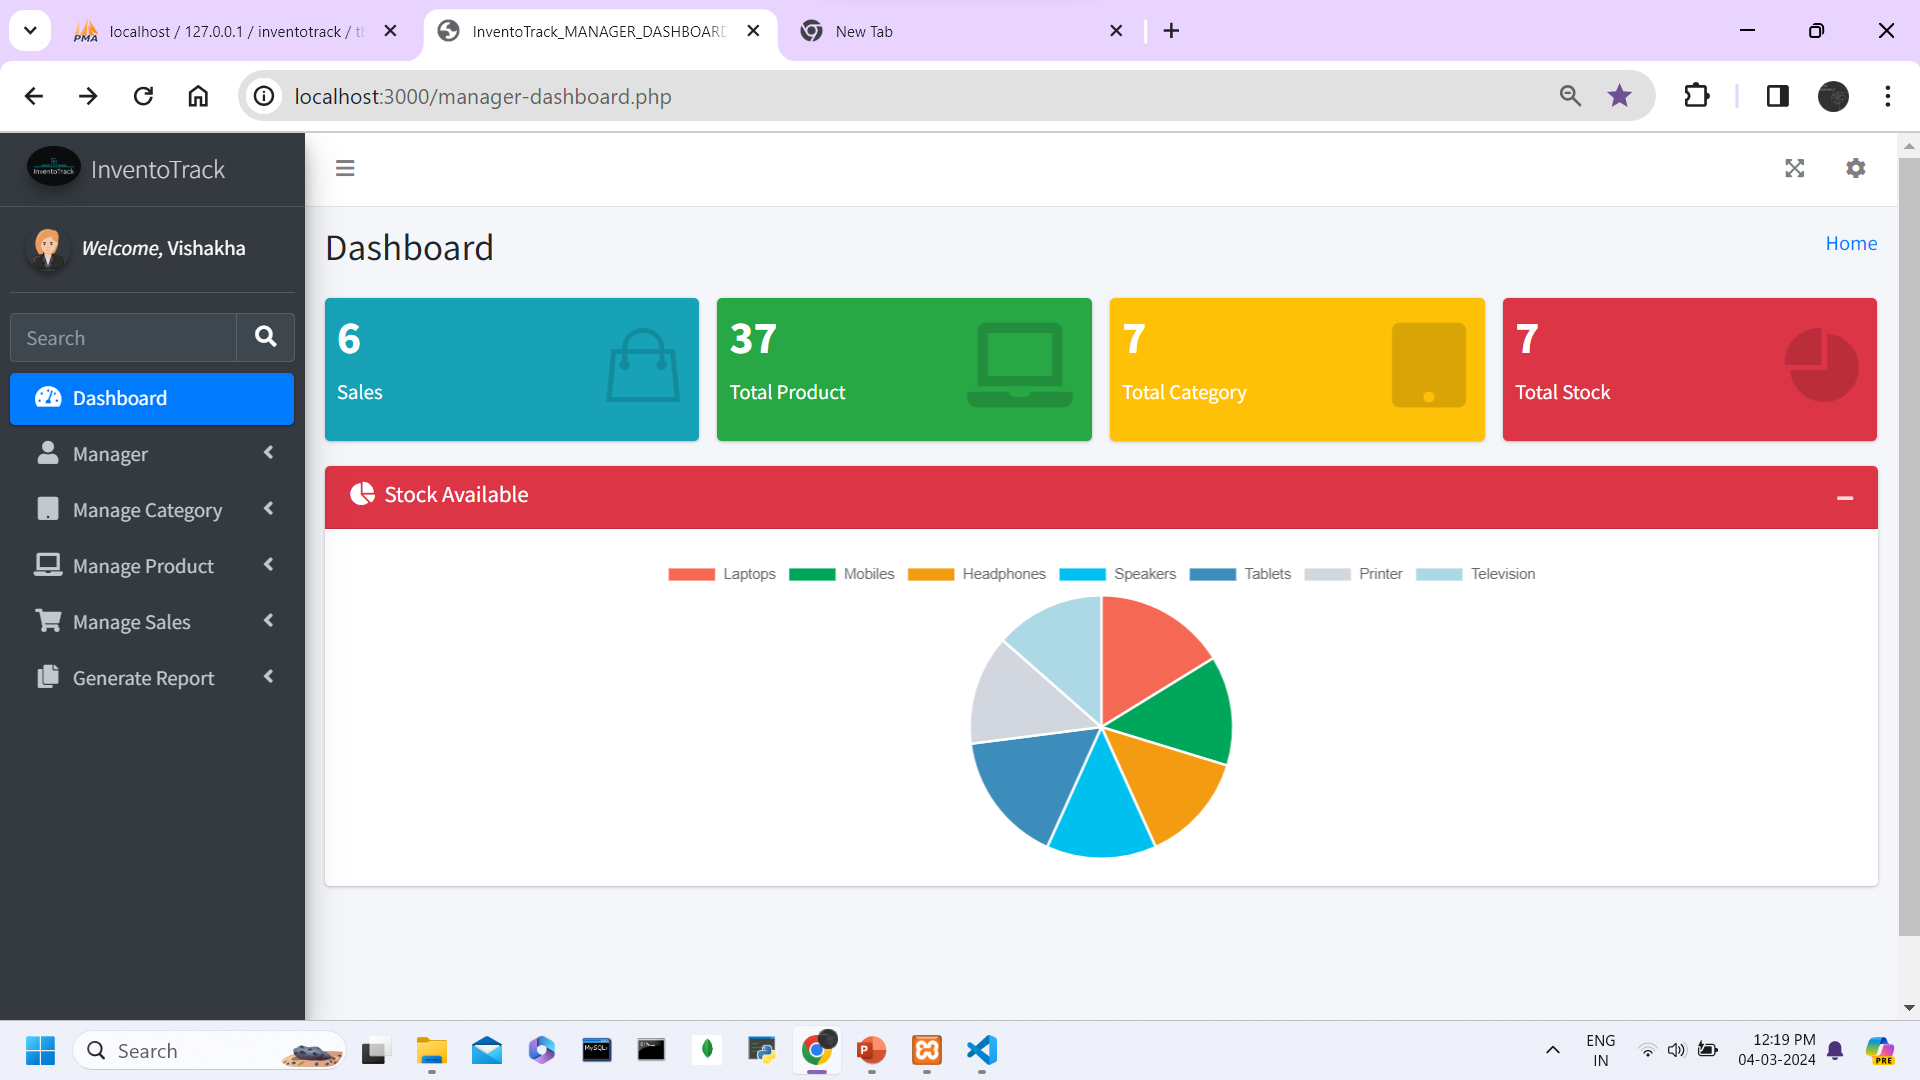 localhost / 127.0.0.1 / inventotrack / tl
InventoTrack_MANAGER_DASHBOARD
New Tab
localhost:3000/manager-dashboard.php
InventoTrack
InventoTrack
Welcome, Vishakha
Search
Dashboard
Manager
Manage Category
Manage Product
Manage Sales
Generate Report
Dashboard
Home
6
Sales
37
Total Product
7
Total Category
7
Total Stock
Stock Available
Laptops Mobiles Headphones Speakers Tablets Printer Television
Search
ENG
IN
12:19 PM
04-03-2024
PRE